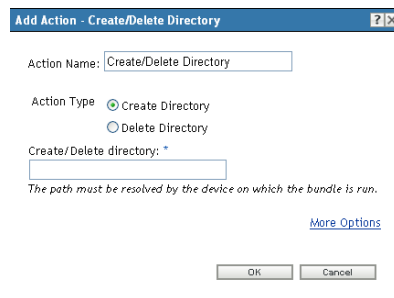 Add Action - Create/Delete Directory ? X
Action Name: Create/Delete Directory
Action Type Create Directory
Delete Directory
Create/Delete directory: *
The path must be resolved by the device on which the bundle is run.
More Options
OK Cancel